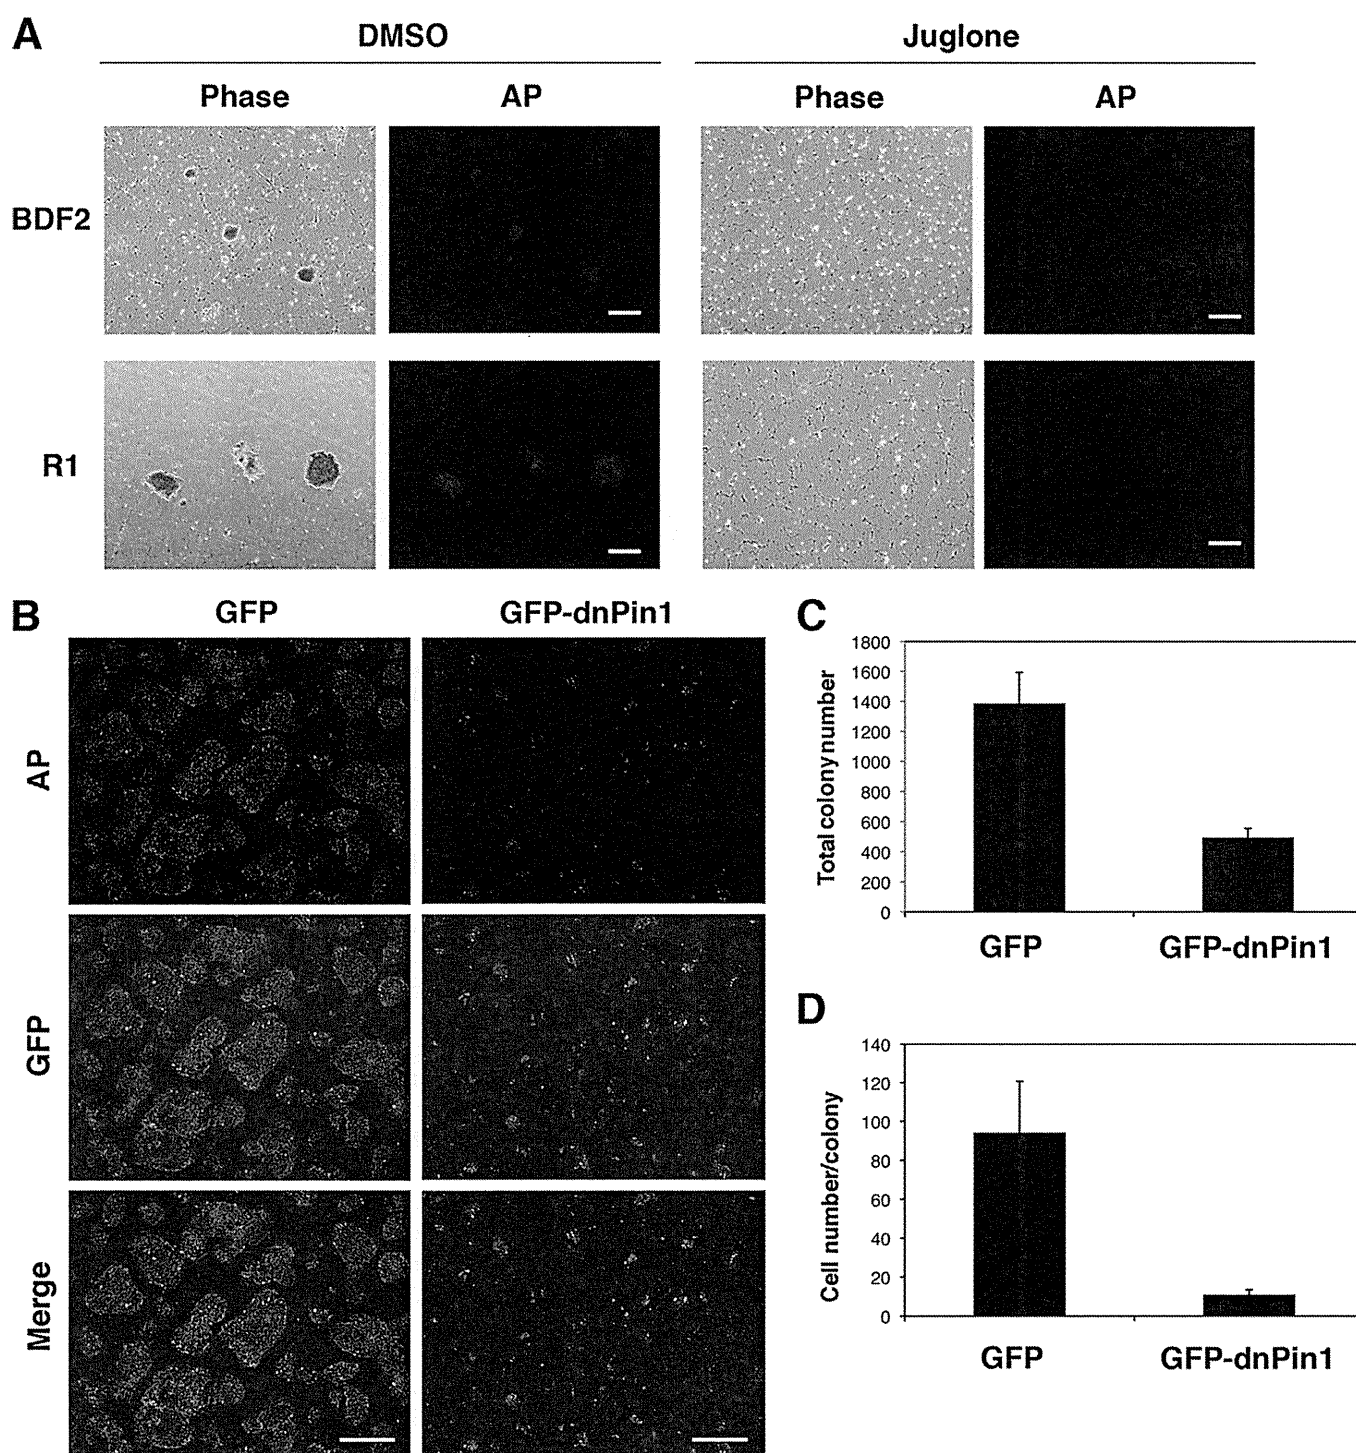 A
DMSO Juglone
Phase AP Phase AP
BDF2
R1
B
GFP GFP-dnPin1
AP
GFP
Merge
C
Total colony number
1800
1600
1400
1200
1000
800
600
400
200
0
GFP GFP-dnPin1
D
Cell number/colony
140
120
100
80
60
40
20
0
GFP GFP-dnPin1